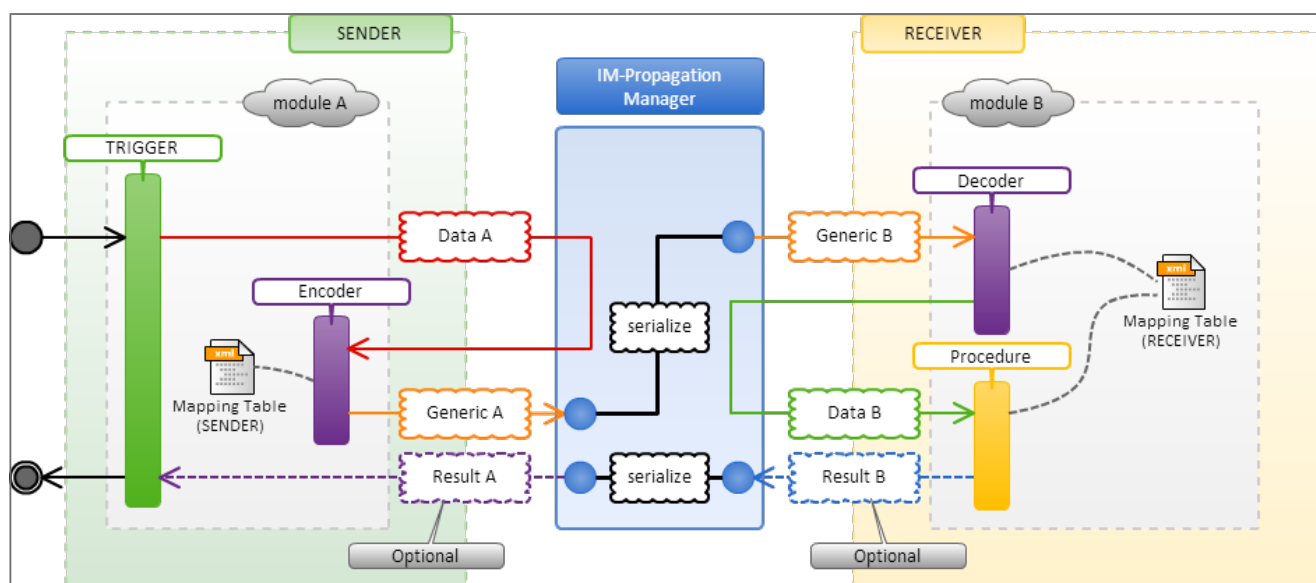 SENDER
RECEIVER
IM-Propagation
Manager
module A
module B
TRIGGER
Decoder
Data A
Generic B
xml
Encoder
serialize
Mapping Table
(RECEIVER)
xml
Procedure
Mapping Table
(SENDER)
Generic A
Data B
Result A
serialize
Result B
Optional
Optional